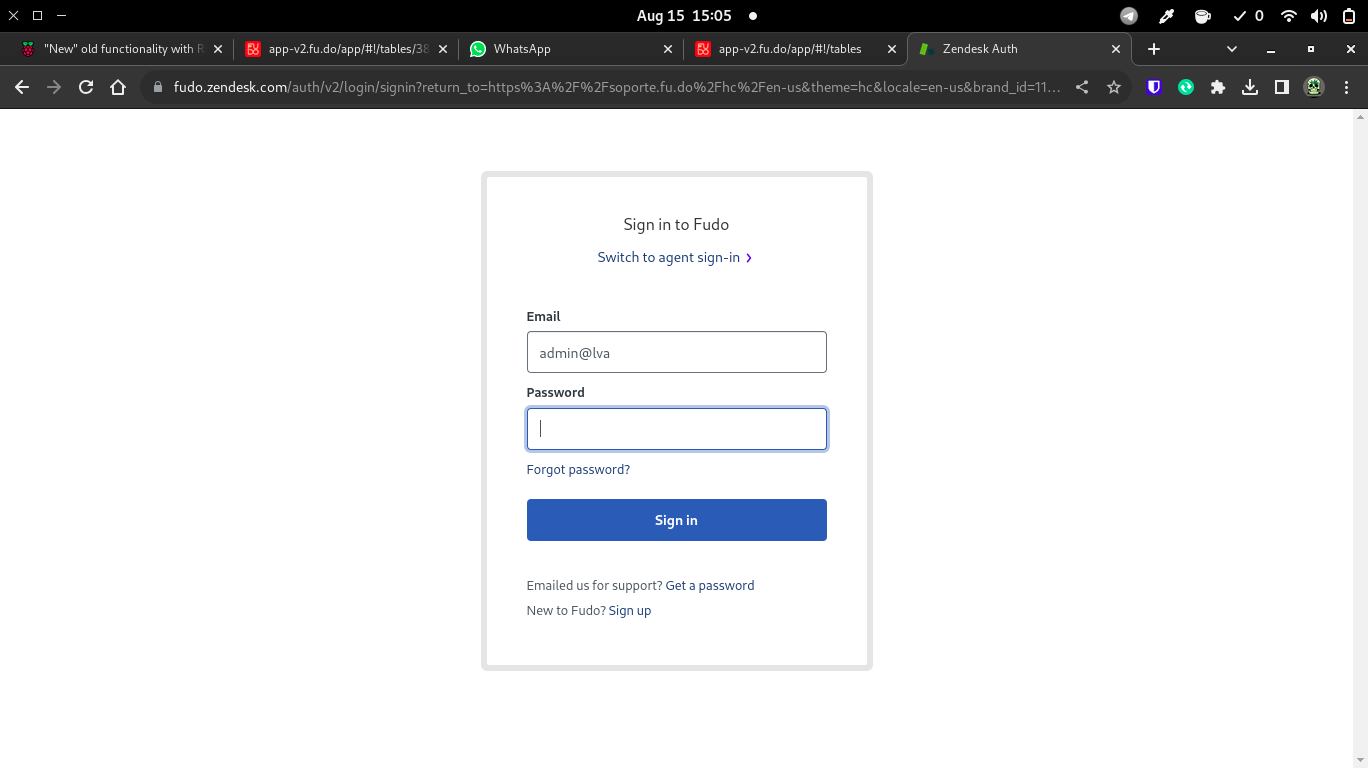 Aug 15 15:05
0
"New" old functionality with R
app-v2.fu.do/app/#!/tables/38
WhatsApp
app-v2.fu.do/app/#!/tables
Zendesk Auth
fudo.zendesk.com/auth/v2/login/signin?return_to=https%3A%2F%2Fsoporte.fu.do%2Fhc%2Fen-us&theme=hc&locale=en-us&brand_id=11...
Sign in to Fudo
Switch to agent sign-in
Email
admin@lva
Password
Forgot password?
Sign in
Emailed us for support? Get a password
New to Fudo? Sign up